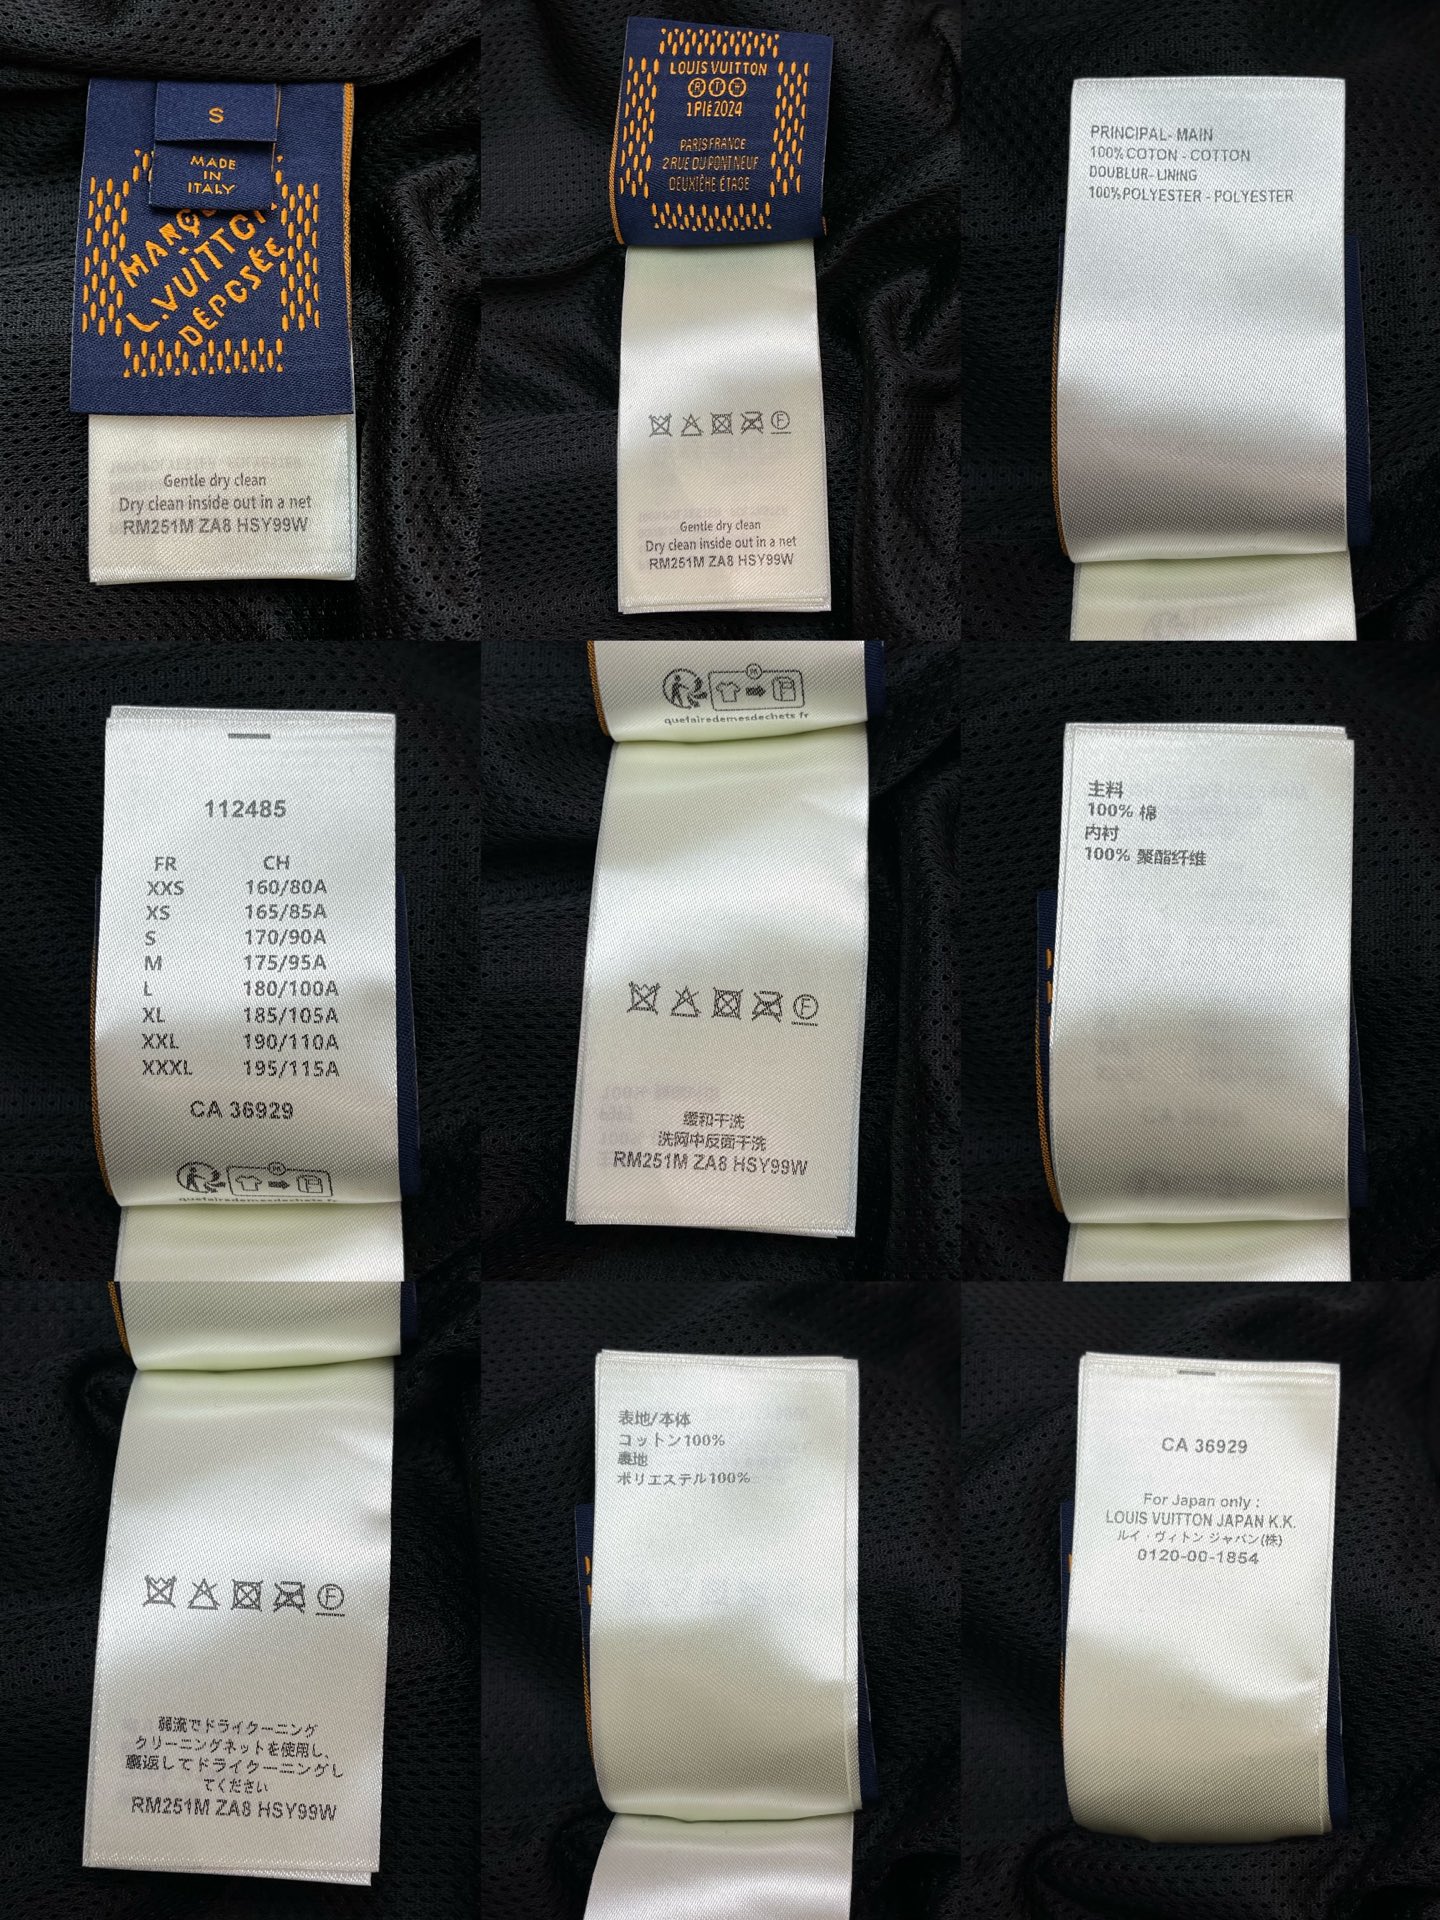 S
MADE
IN
ITALY
L.VUITTON
DÉPOSÉE
Gentle dry clean
Dry clean inside out in a net
RM251M ZA8 HSY99W
LOUIS VUITTON
R T W
1PIÉ2024
PARIS FRANCE
2 RUE DU PONT NEUF
DEUXIÈME ÉTAGE
F
Gentle dry clean
Dry clean inside out in a net
RM251M ZA8 HSY99W
PRINCIPAL- MAIN
100% COTON - COTTON
DOUBLUR- LINING
100% POLYESTER - POLYESTER
112485
FR CH
XXS 160/80A
XS 165/85A
S 170/90A
M 175/95A
L 180/100A
XL 185/105A
XXL 190/110A
XXXL 195/115A
CA 36929
quefairedemesdechets.fr
quefairedemesdechets.fr
F
缓和干洗
洗网中反面干洗
RM251M ZA8 HSY99W
主料
100% 棉
内衬
100% 聚酯纤维
F
弱流でドライクーニング
クリーニングネットを使用し、
裏返してドライクーニングし
てください
RM251M ZA8 HSY99W
表地/本体
コットン100%
裏地
ポリエステル100%
CA 36929
For Japan only :
LOUIS VUITTON JAPAN K.K.
ルイ・ヴィトン ジャパン(株)
0120-00-1854